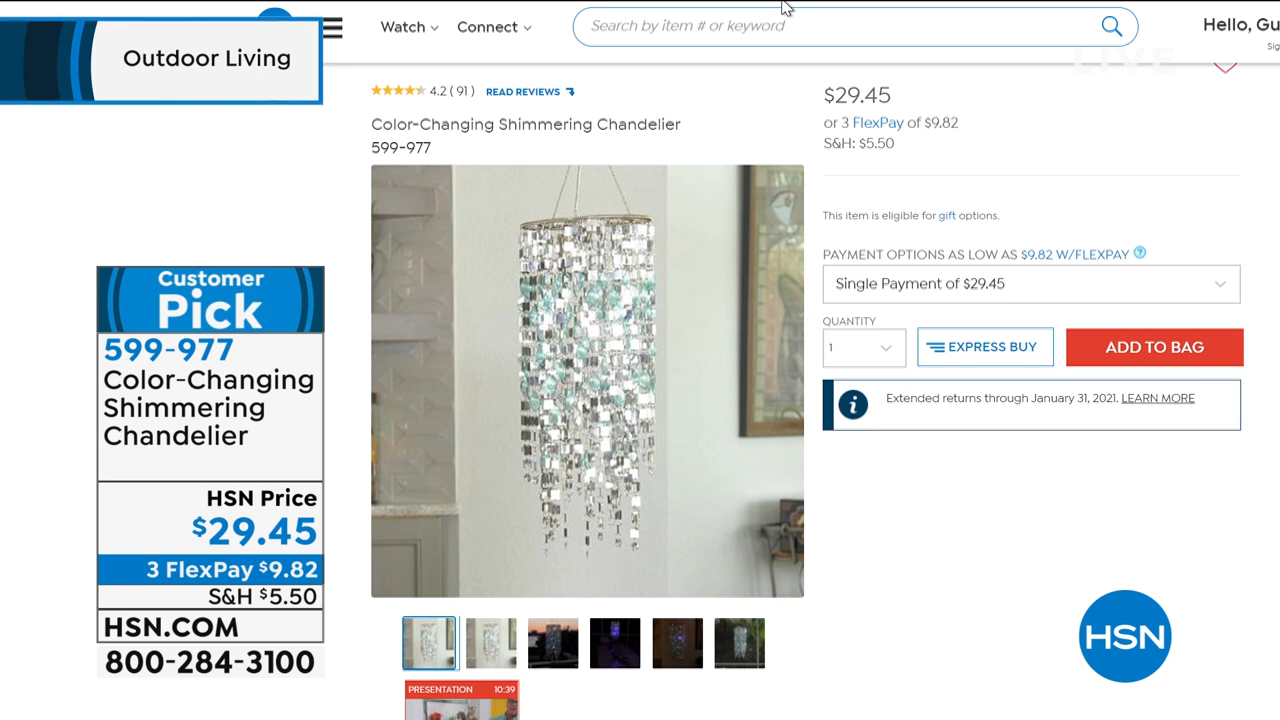 Outdoor Living
Watch
Connect
Search by item # or keyword
Hello, Gu
Sig
LIVE
4.2 ( 91 ) READ REVIEWS
Color-Changing Shimmering Chandelier
599-977
$29.45
or 3 FlexPay of $9.82
S&H: $5.50
This item is eligible for gift options.
PAYMENT OPTIONS AS LOW AS $9.82 W/FLEXPAY ?
Single Payment of $29.45
QUANTITY
1
EXPRESS BUY
ADD TO BAG
i Extended returns through January 31, 2021. LEARN MORE
Customer
Pick
599-977
Color-Changing
Shimmering
Chandelier
HSN Price
$29.45
3 FlexPay $9.82
S&H $5.50
HSN.COM
800-284-3100
PRESENTATION 10:39
HSN